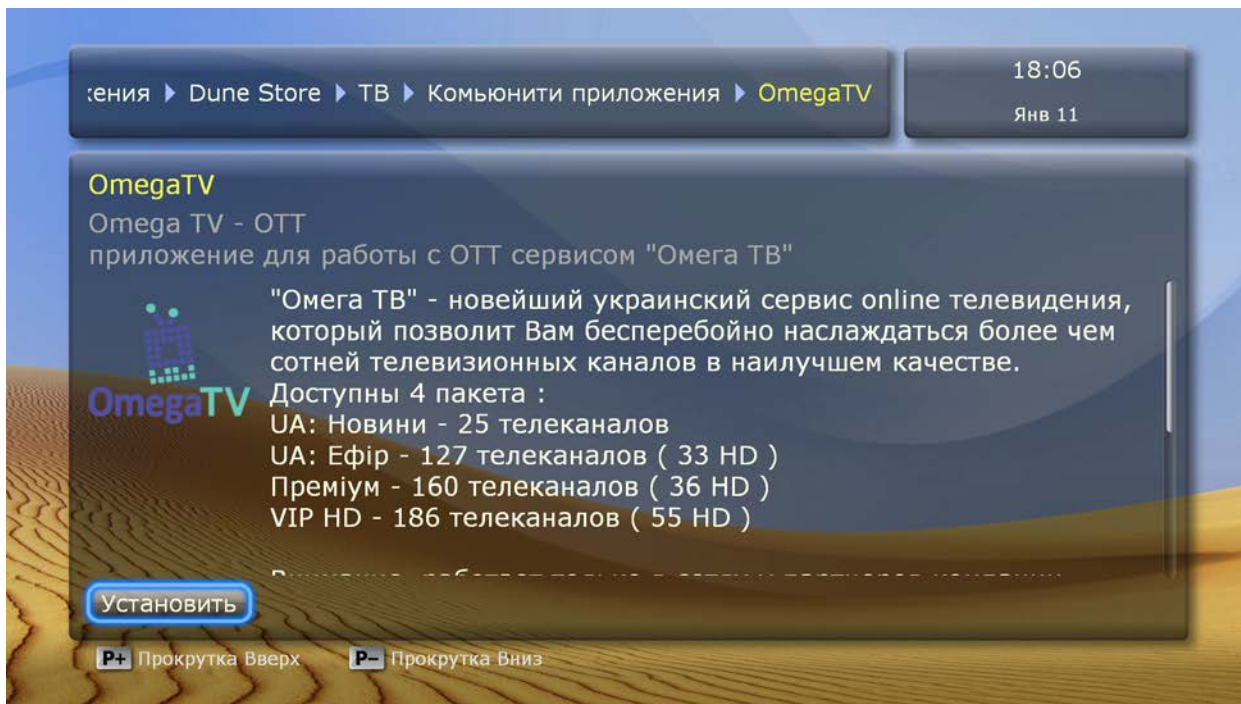 жения Dune Store ТВ Комьюнити приложения OmegaTV
18:06
Янв 11
OmegaTV
Omega TV - OTT
приложение для работы с ОТТ сервисом "Омега ТВ"
"Омега ТВ" - новейший украинский сервис online телевидения,
который позволит Вам бесперебойно наслаждаться более чем
сотней телевизионных каналов в наилучшем качестве.
Доступны 4 пакета :
UA: Новини - 25 телеканалов
UA: Ефір - 127 телеканалов ( 33 HD )
Преміум - 160 телеканалов ( 36 HD )
VIP HD - 186 телеканалов ( 55 HD )
OmegaTV
Установить
P+ Прокрутка Вверх P− Прокрутка Вниз